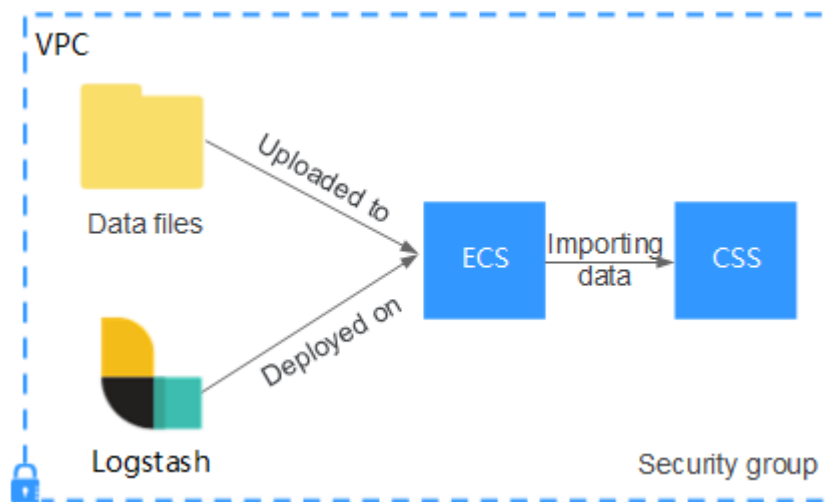 VPC
Data files
Uploaded to
ECS
Importing
data
CSS
Deployed on
Logstash
Security group